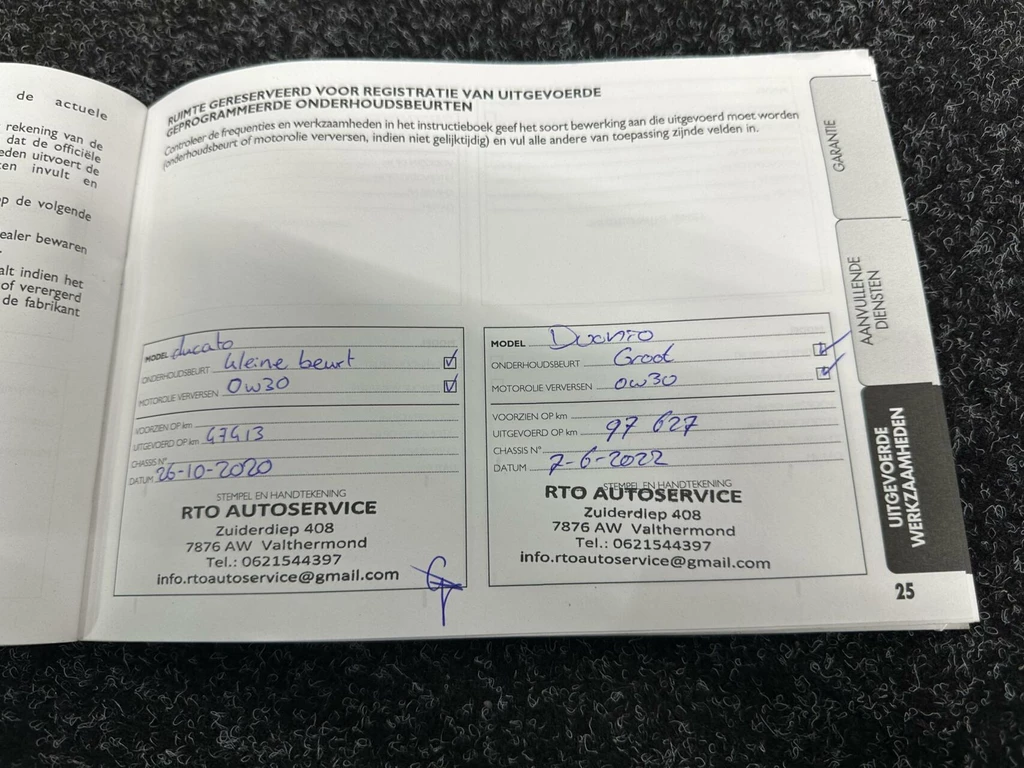 de actuele
rekening van de
dat de officiële
eden uitvoert de
en invult en
op de volgende
ealer bewaren
alt indien het
of verergerd
de fabrikant
RUIMTE GERESERVEERD VOOR REGISTRATIE VAN UITGEVOERDE
GEPROGRAMMEERDE ONDERHOUDSBEURTEN
Controleer de frequenties en werkzaamheden in het instructieboek geef het soort bewerking aan die uitgevoerd moet worden
(onderhoudsbeurt of motorolie verversen, indien niet gelijktijdig) en vul alle andere van toepassing zijnde velden in.
MODEL ducato
ONDERHOUDSBEURT kleine beurt
MOTOROLIE VERVERSEN 0w30
VOORZIEN OP km
UITGEVOERD OP km 47413
CHASSIS N°
DATUM 26-10-2020
STEMPEL EN HANDTEKENING
RTO AUTOSERVICE
Zuiderdiep 408
7876 AW Valthermond
Tel.: 0621544397
info.rtoautoservice@gmail.com
MODEL
ONDERHOUDSBEURT Groot
MOTOROLIE VERVERSEN 0w30
VOORZIEN OP km
UITGEVOERD OP km 97 627
CHASSIS N°
DATUM 7-6-2022
STEMPEL EN HANDTEKENING
RTO AUTOSERVICE
Zuiderdiep 408
7876 AW Valthermond
Tel.: 0621544397
info.rtoautoservice@gmail.com
GARANTIE
AANVULLENDE
DIENSTEN
UITGEVOERDE
WERKZAAMHEDEN
25